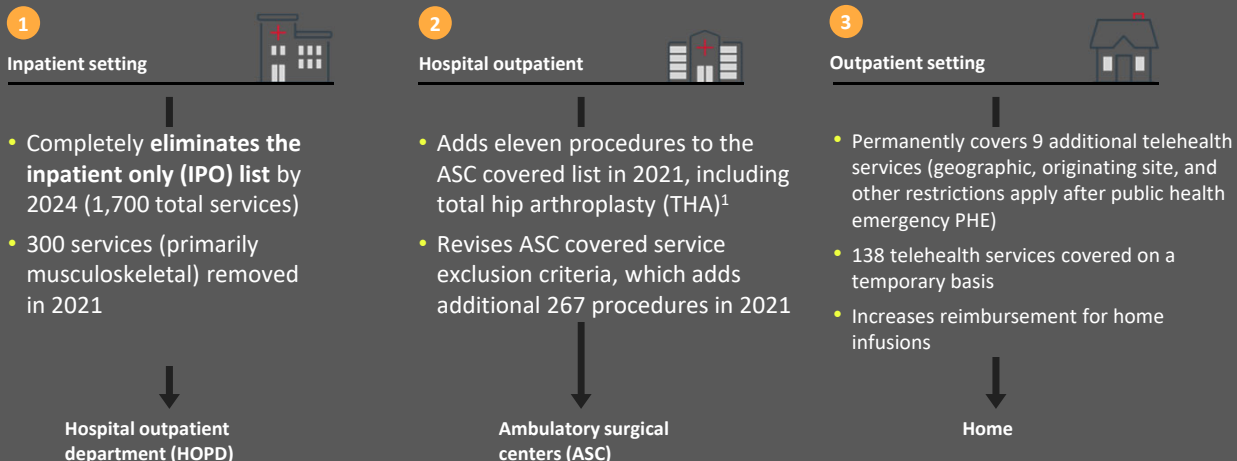 1
Inpatient setting
• Completely eliminates the
inpatient only (IPO) list by
2024 (1,700 total services)
• 300 services (primarily
musculoskeletal) removed
in 2021
Hospital outpatient
department (HOPD)
2
Hospital outpatient
• Adds eleven procedures to the
ASC covered list in 2021, including
total hip arthroplasty (THA)¹
• Revises ASC covered service
exclusion criteria, which adds
additional 267 procedures in 2021
Ambulatory surgical
centers (ASC)
3
Outpatient setting
• Permanently covers 9 additional telehealth
services (geographic, originating site, and
other restrictions apply after public health
emergency PHE)
• 138 telehealth services covered on a
temporary basis
• Increases reimbursement for home
infusions
Home